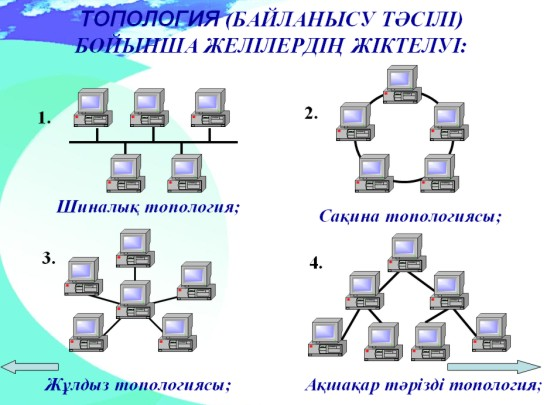 ТОПОЛОГИЯ (БАЙЛАНЫСУ ТӘСІЛІ)
БОЙЫНША ЖЕЛІЛЕРДІҢ ЖІКТЕЛУІ:
1.
2.
Шиналық топология;
Сақина топологиясы;
3.
4.
Жұлдыз топологиясы;
Ақшақар тәрізді топология;